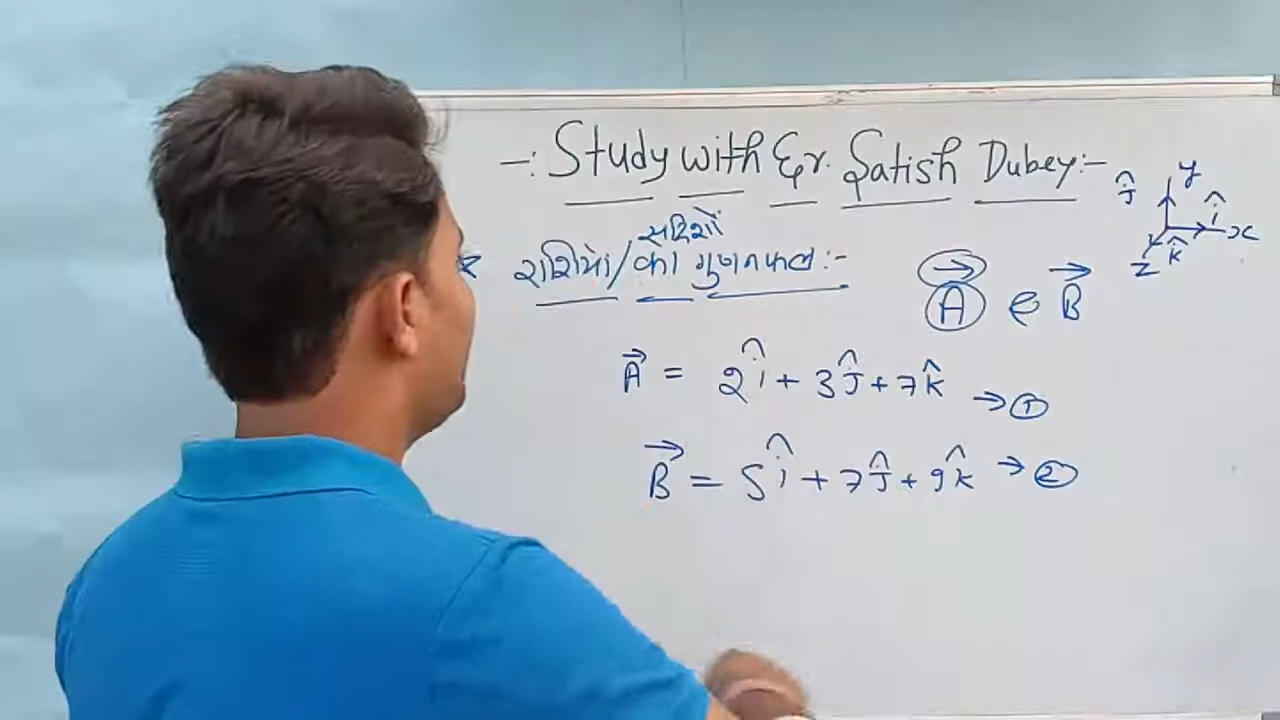 -: Study with Er. Satish Dubey:-
सदिशों
राशियों/का गुणनफल:-
y
Ĵ
î
x
k̂
Z
A⃗ e B⃗
A⃗ = 2î + 3Ĵ + 7k̂ → ①
B⃗ = 5î + 7Ĵ + 9k̂ → ②